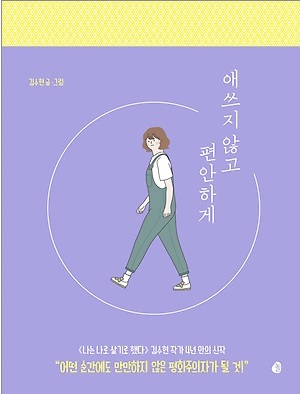 김수현 글·그림
애쓰지 않고
편안하게
<나는 나로 살기로 했다> 김수현 작가 4년 만의 신작
“어떤 순간에도 만만하지 않은 평화주의자가 될 것!”